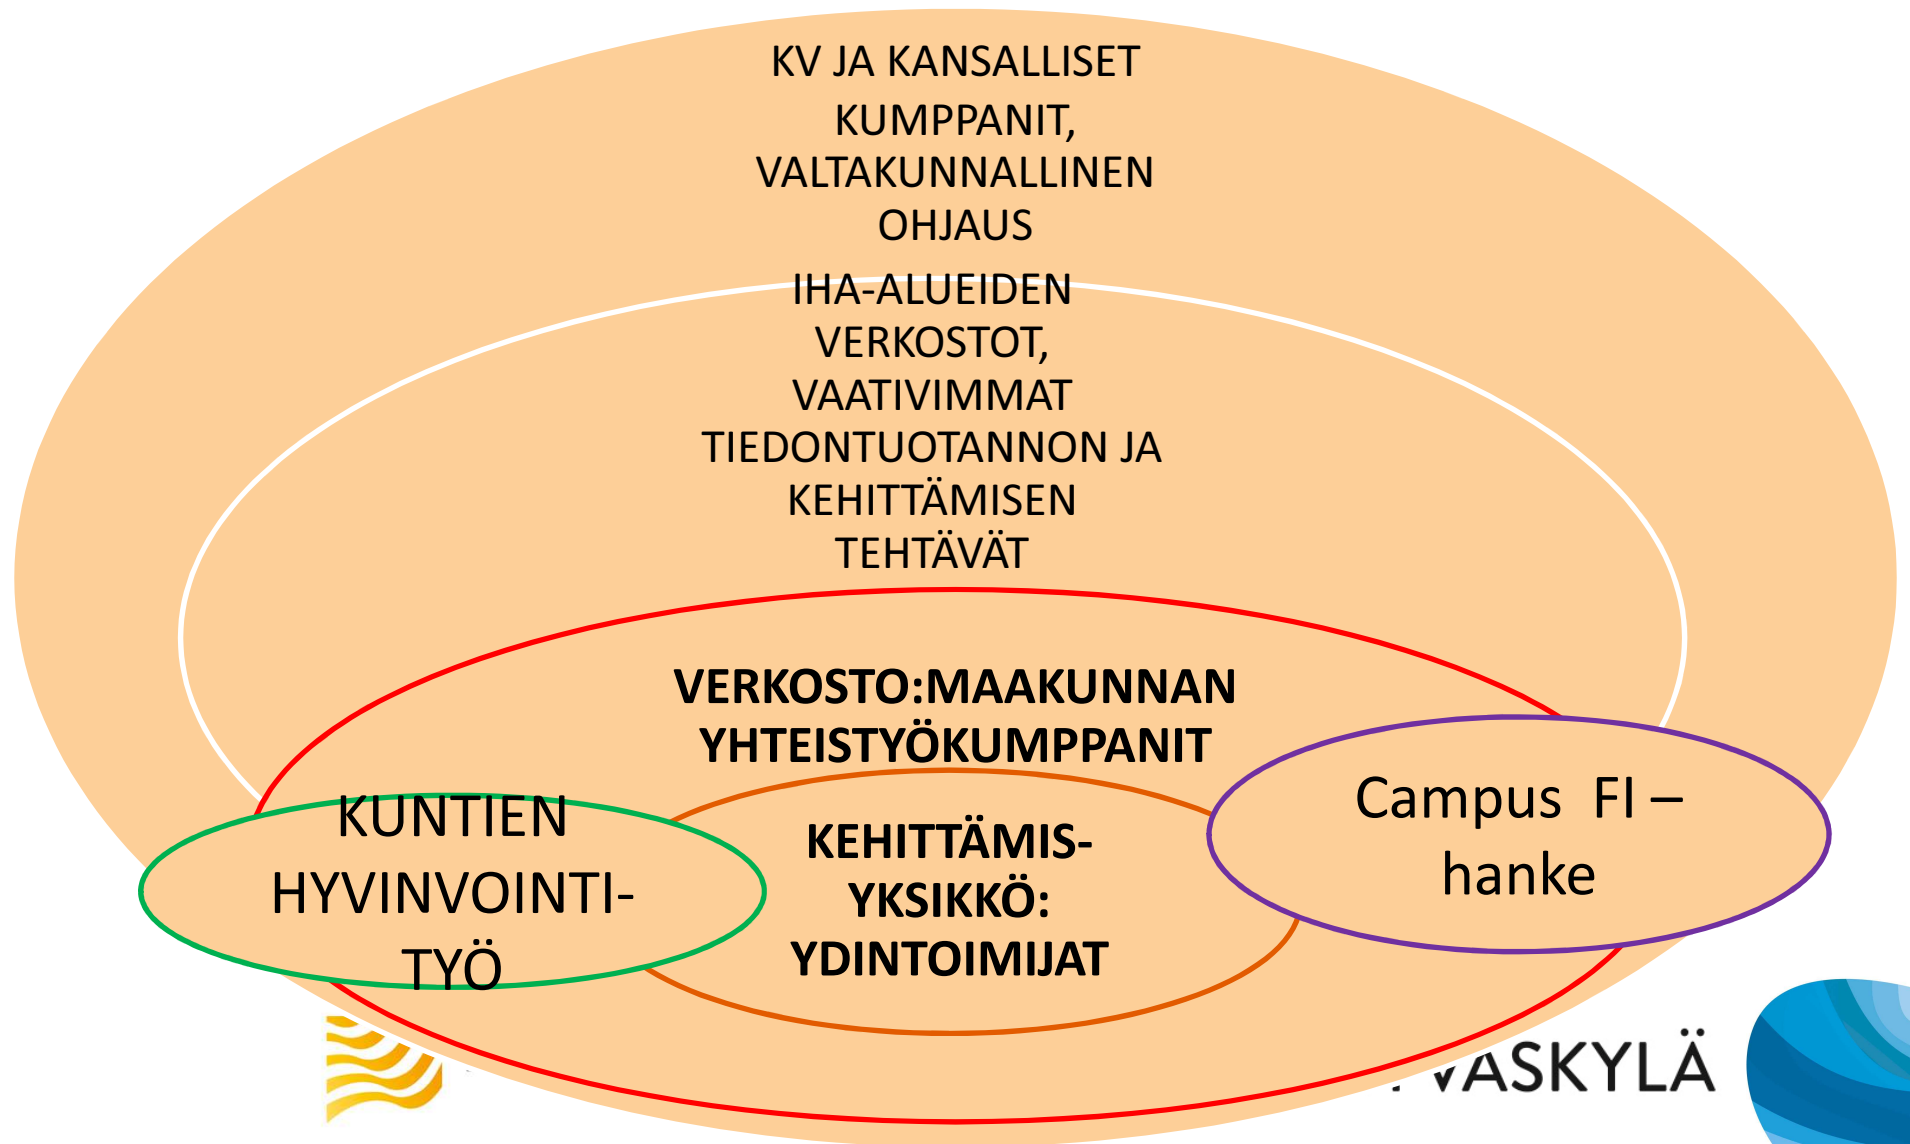 KV JA KANSALLISET
KUMPPANIT,
VALTAKUNNALLINEN
OHJAUS
IHA-ALUEIDEN
VERKOSTOT,
VAATIVIMMAT
TIEDONTUOTANNON JA
KEHITTÄMISEN
TEHTÄVÄT
VERKOSTO:MAAKUNNAN
YHTEISTYÖKUMPPANIT
KUNTIEN
HYVINVOINTI-
TYÖ
KEHITTÄMIS-
YKSIKKÖ:
YDINTOIMIJAT
Campus FI –
hanke